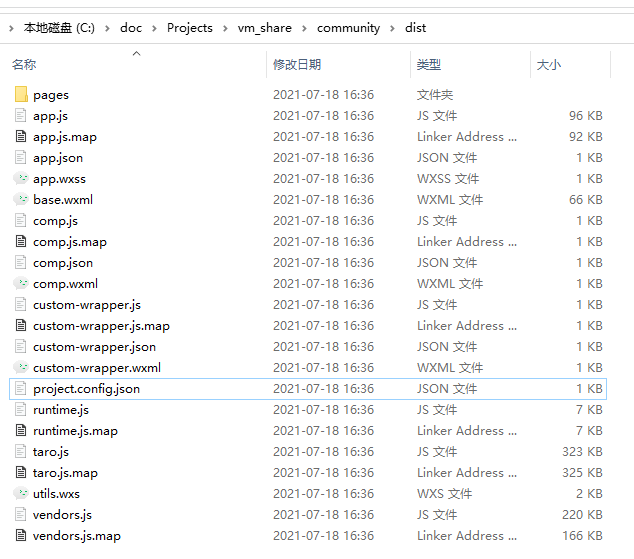 本地磁盘 (C:) > doc > Projects > vm_share > community > dist
名称 修改日期 类型 大小
pages 2021-07-18 16:36 文件夹
app.js 2021-07-18 16:36 JS 文件 96 KB
app.js.map 2021-07-18 16:36 Linker Address ... 92 KB
app.json 2021-07-18 16:36 JSON 文件 1 KB
app.wxss 2021-07-18 16:36 WXSS 文件 1 KB
base.wxml 2021-07-18 16:36 WXML 文件 66 KB
comp.js 2021-07-18 16:36 JS 文件 1 KB
comp.js.map 2021-07-18 16:36 Linker Address ... 1 KB
comp.json 2021-07-18 16:36 JSON 文件 1 KB
comp.wxml 2021-07-18 16:36 WXML 文件 1 KB
custom-wrapper.js 2021-07-18 16:36 JS 文件 1 KB
custom-wrapper.js.map 2021-07-18 16:36 Linker Address ... 1 KB
custom-wrapper.json 2021-07-18 16:36 JSON 文件 1 KB
custom-wrapper.wxml 2021-07-18 16:36 WXML 文件 1 KB
project.config.json 2021-07-18 16:36 JSON 文件 1 KB
runtime.js 2021-07-18 16:36 JS 文件 7 KB
runtime.js.map 2021-07-18 16:36 Linker Address ... 7 KB
taro.js 2021-07-18 16:36 JS 文件 323 KB
taro.js.map 2021-07-18 16:36 Linker Address ... 325 KB
utils.wxs 2021-07-18 16:36 WXS 文件 2 KB
vendors.js 2021-07-18 16:36 JS 文件 220 KB
vendors.js.map 2021-07-18 16:36 Linker Address ... 166 KB